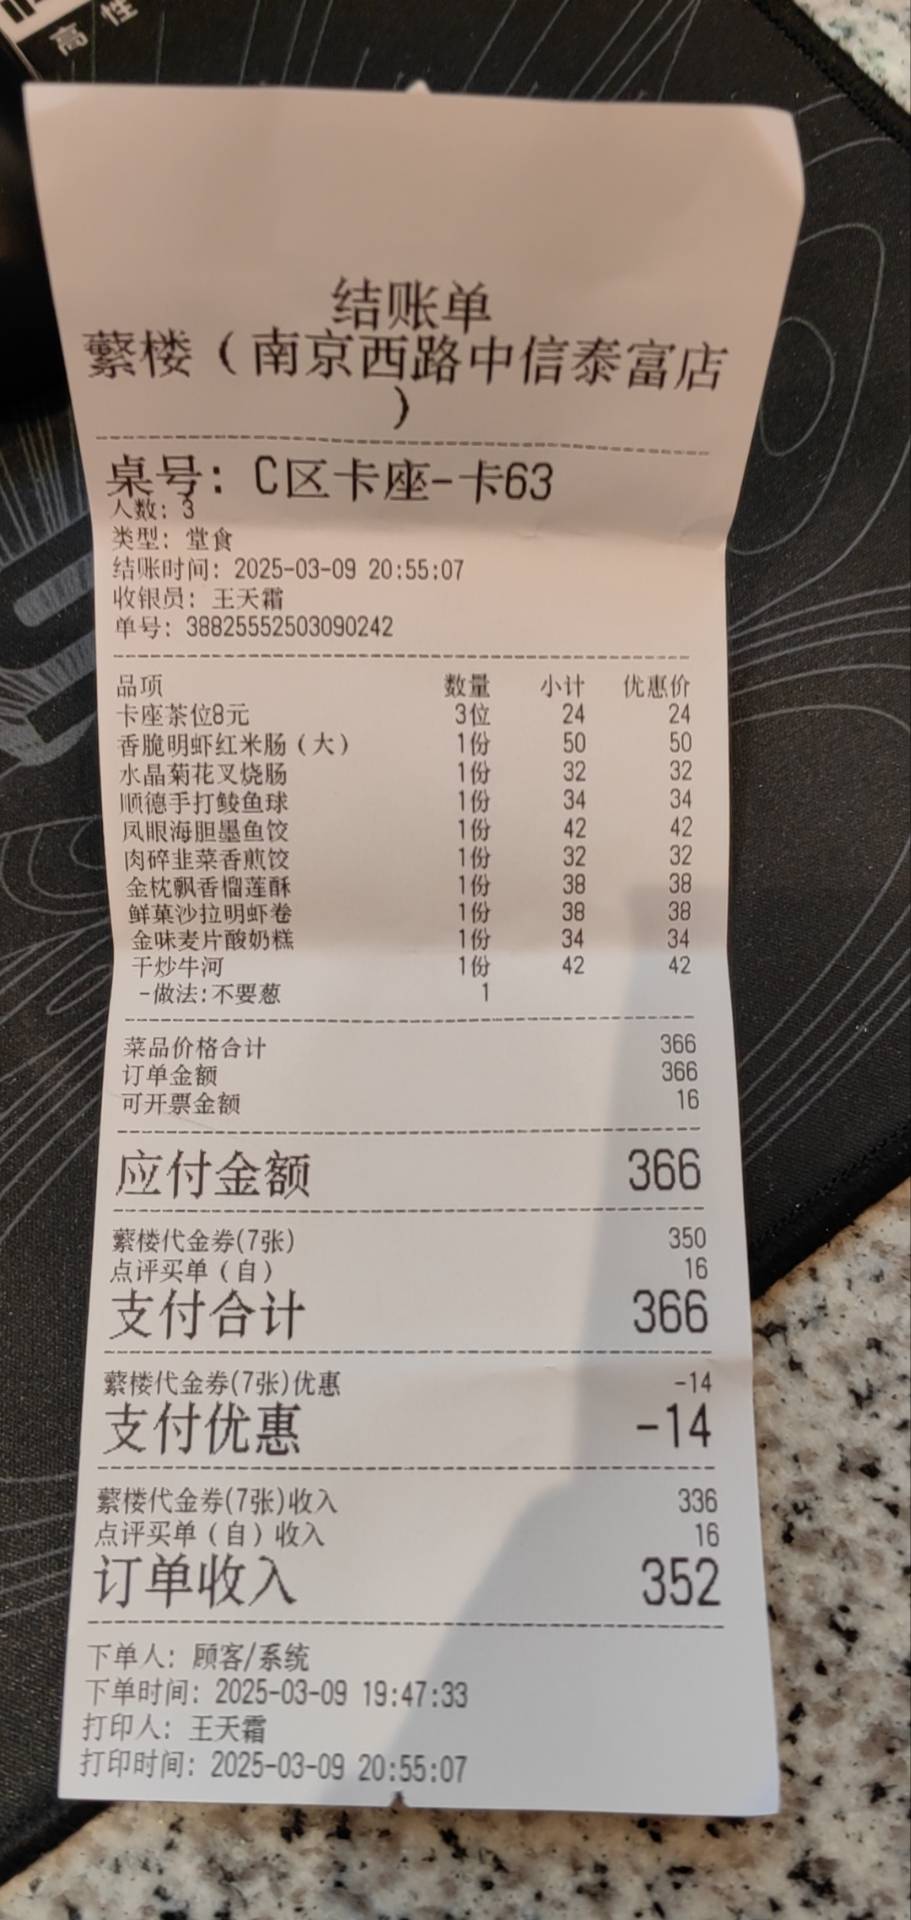 高性
结账单
蘩楼（南京西路中信泰富店
）
桌号：C区卡座-卡63
人数：3
类型：堂食
结账时间：2025-03-09 20:55:07
收银员：王天霜
单号：388255552503090242
品项 数量 小计 优惠价
卡座茶位8元 3位 24 24
香脆明虾红米肠（大） 1份 50 50
水晶菊花叉烧肠 1份 32 32
顺德手打鲮鱼球 1份 34 34
凤眼海胆墨鱼饺 1份 42 42
肉碎韭菜香煎饺 1份 32 32
金枕飘香榴莲酥 1份 38 38
鲜菓沙拉明虾卷 1份 38 38
金味麦片酸奶糕 1份 34 34
干炒牛河 1份 42 42
-做法:不要葱 1
菜品价格合计 366
订单金额 366
可开票金额 16
应付金额 366
蘩楼代金券(7张) 350
点评买单（自） 16
支付合计 366
蘩楼代金券(7张)优惠 -14
支付优惠 -14
蘩楼代金券(7张)收入 336
点评买单（自）收入 16
订单收入 352
下单人：顾客/系统
下单时间：2025-03-09 19:47:33
打印人：王天霜
打印时间：2025-03-09 20:55:07